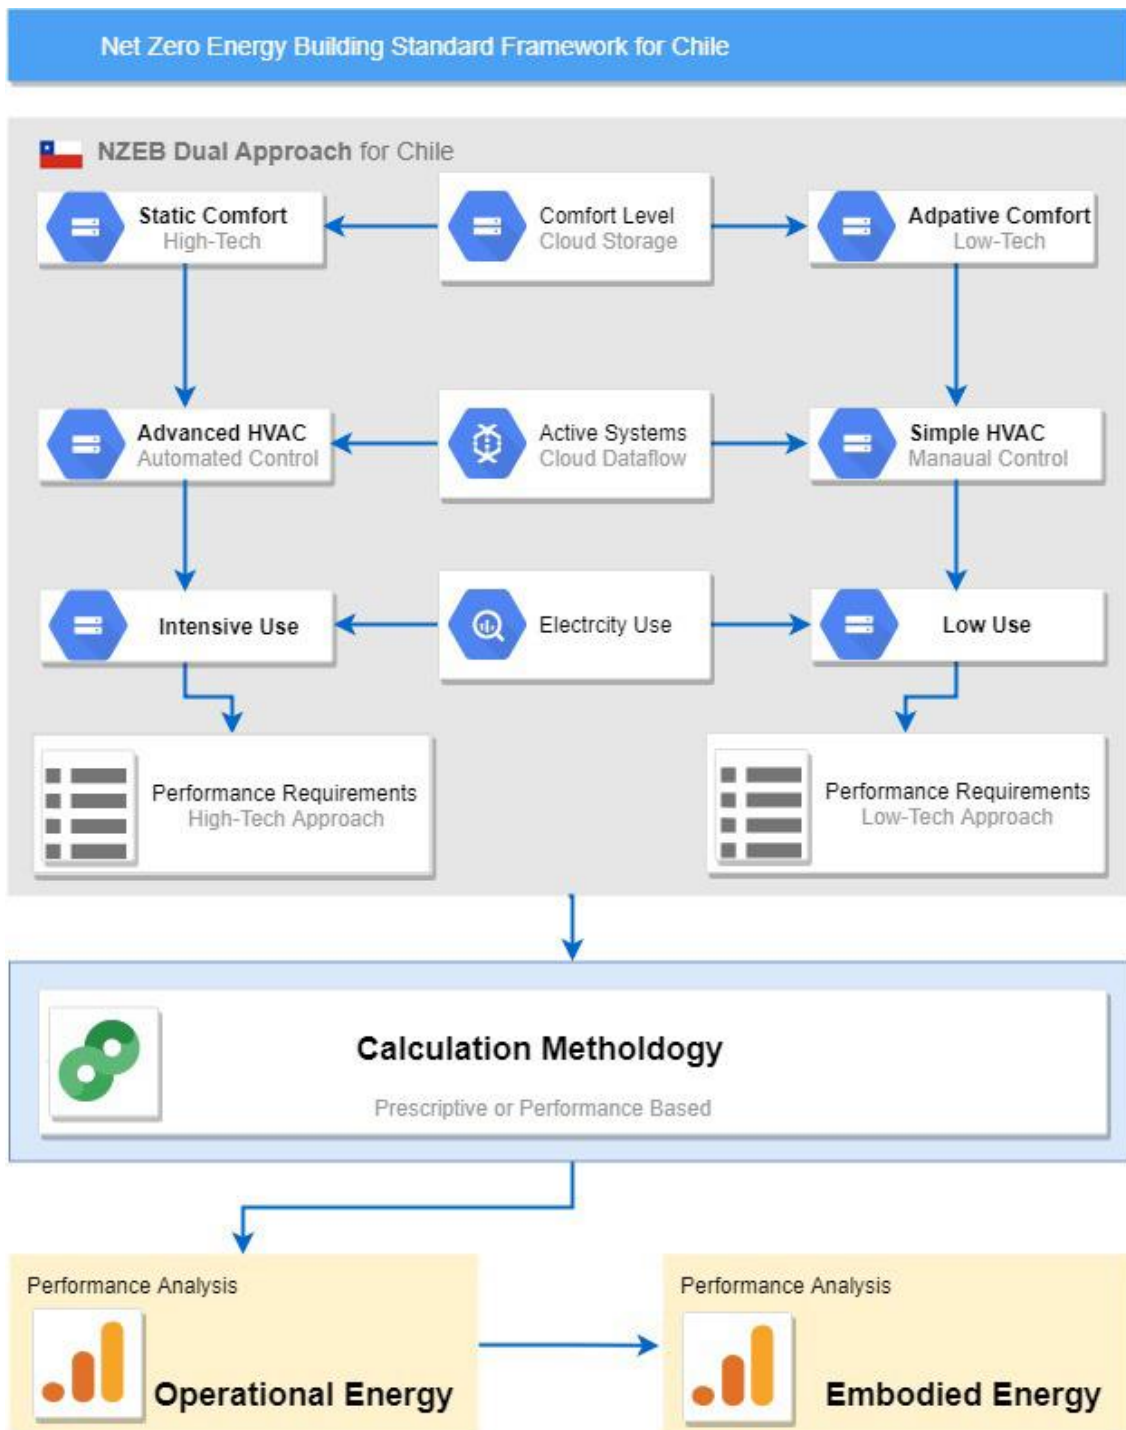 Net Zero Energy Building Standard Framework for Chile
NZEB Dual Approach for Chile
Static Comfort
High-Tech
Comfort Level
Cloud Storage
Adpative Comfort
Low-Tech
Advanced HVAC
Automated Control
Active Systems
Cloud Dataflow
Simple HVAC
Manaual Control
Intensive Use
Electrcity Use
Low Use
Performance Requirements
High-Tech Approach
Performance Requirements
Low-Tech Approach
Calculation Metholdogy
Prescriptive or Performance Based
Performance Analysis
Operational Energy
Performance Analysis
Embodied Energy